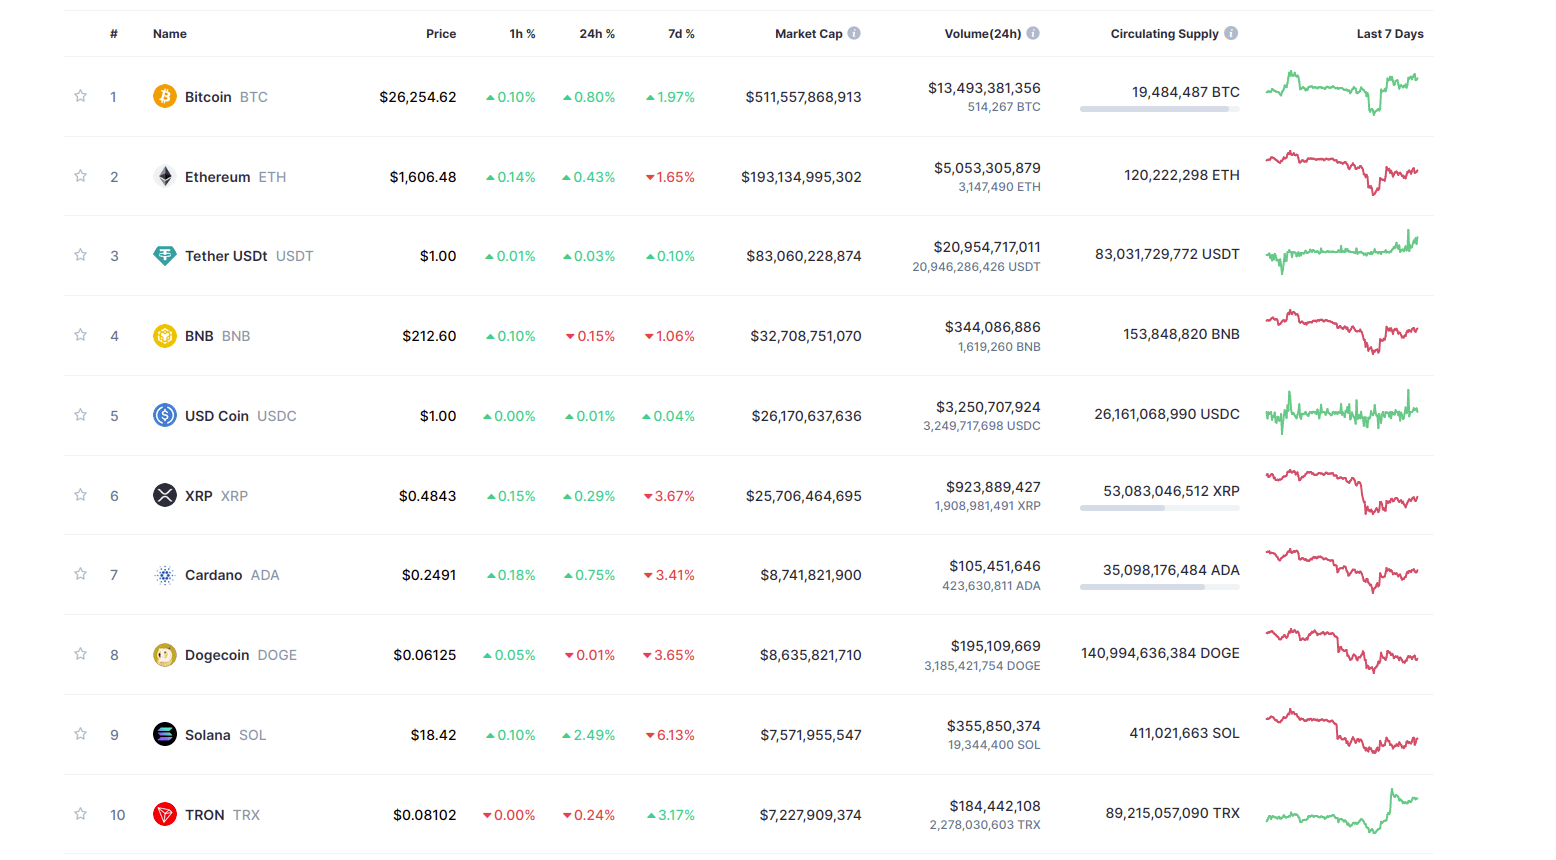 # Name Price 1h % 24h % 7d % Market Cap Volume(24h) Circulating Supply Last 7 Days
1 Bitcoin BTC $26,254.62 0.10% 0.80% 1.97% $511,557,868,913 $13,493,381,356 19,484,487 BTC
514,267 BTC
2 Ethereum ETH $1,606.48 0.14% 0.43% 1.65% $193,134,995,302 $5,053,305,879 120,222,298 ETH
3,147,490 ETH
3 Tether USDt USDT $1.00 0.01% 0.03% 0.10% $83,060,228,874 $20,954,717,011 83,031,729,772 USDT
20,946,286,426 USDT
4 BNB BNB $212.60 0.10% 0.15% 1.06% $32,708,751,070 $344,086,886 153,848,820 BNB
1,619,260 BNB
5 USD Coin USDC $1.00 0.00% 0.01% 0.04% $26,170,637,636 $3,250,707,924 26,161,068,990 USDC
3,249,717,698 USDC
6 XRP XRP $0.4843 0.15% 0.29% 3.67% $25,706,464,695 $923,889,427 53,083,046,512 XRP
1,908,981,491 XRP
7 Cardano ADA $0.2491 0.18% 0.75% 3.41% $8,741,821,900 $105,451,646 35,098,176,484 ADA
423,630,811 ADA
8 Dogecoin DOGE $0.06125 0.05% 0.01% 3.65% $8,635,821,710 $195,109,669 140,994,636,384 DOGE
3,185,421,754 DOGE
9 Solana SOL $18.42 0.10% 2.49% 6.13% $7,571,955,547 $355,850,374 411,021,663 SOL
19,344,400 SOL
10 TRON TRX $0.08102 0.00% 0.24% 3.17% $7,227,909,374 $184,442,108 89,215,057,090 TRX
2,278,030,603 TRX